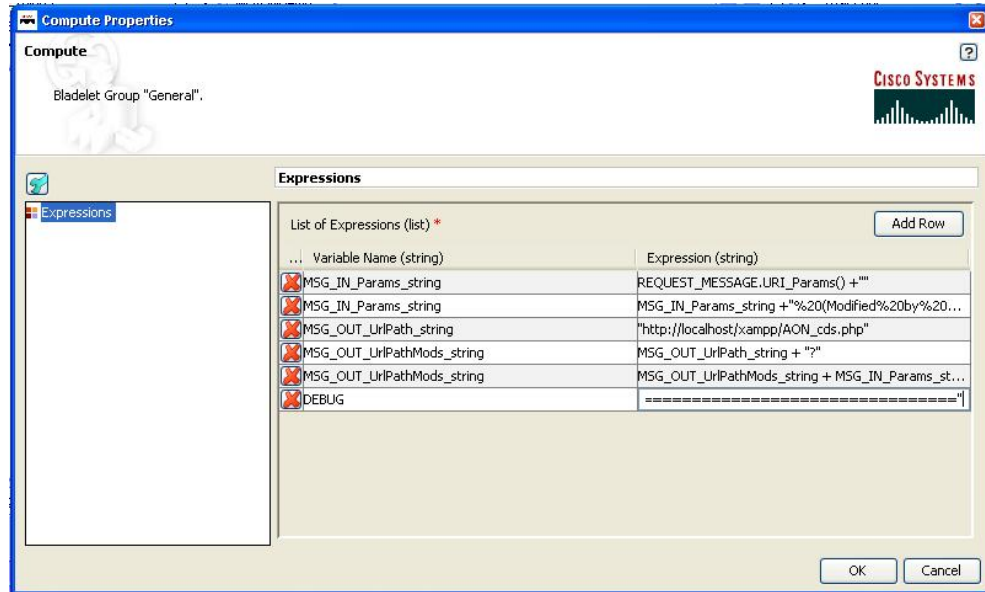 Compute Properties
Compute
Bladelet Group "General".
CISCO SYSTEMS
Expressions
Expressions
List of Expressions (list) *
Add Row
... Variable Name (string) Expression (string)
MSG_IN_Params_string REQUEST_MESSAGE.URI_Params() +""
MSG_IN_Params_string MSG_IN_Params_string +"%20(Modified%20by%20...
MSG_OUT_UrlPath_string "http://localhost/xampp/AON_cds.php"
MSG_OUT_UrlPathMods_string MSG_OUT_UrlPath_string + "?"
MSG_OUT_UrlPathMods_string MSG_OUT_UrlPathMods_string + MSG_IN_Params_st...
DEBUG =================================="
OK Cancel